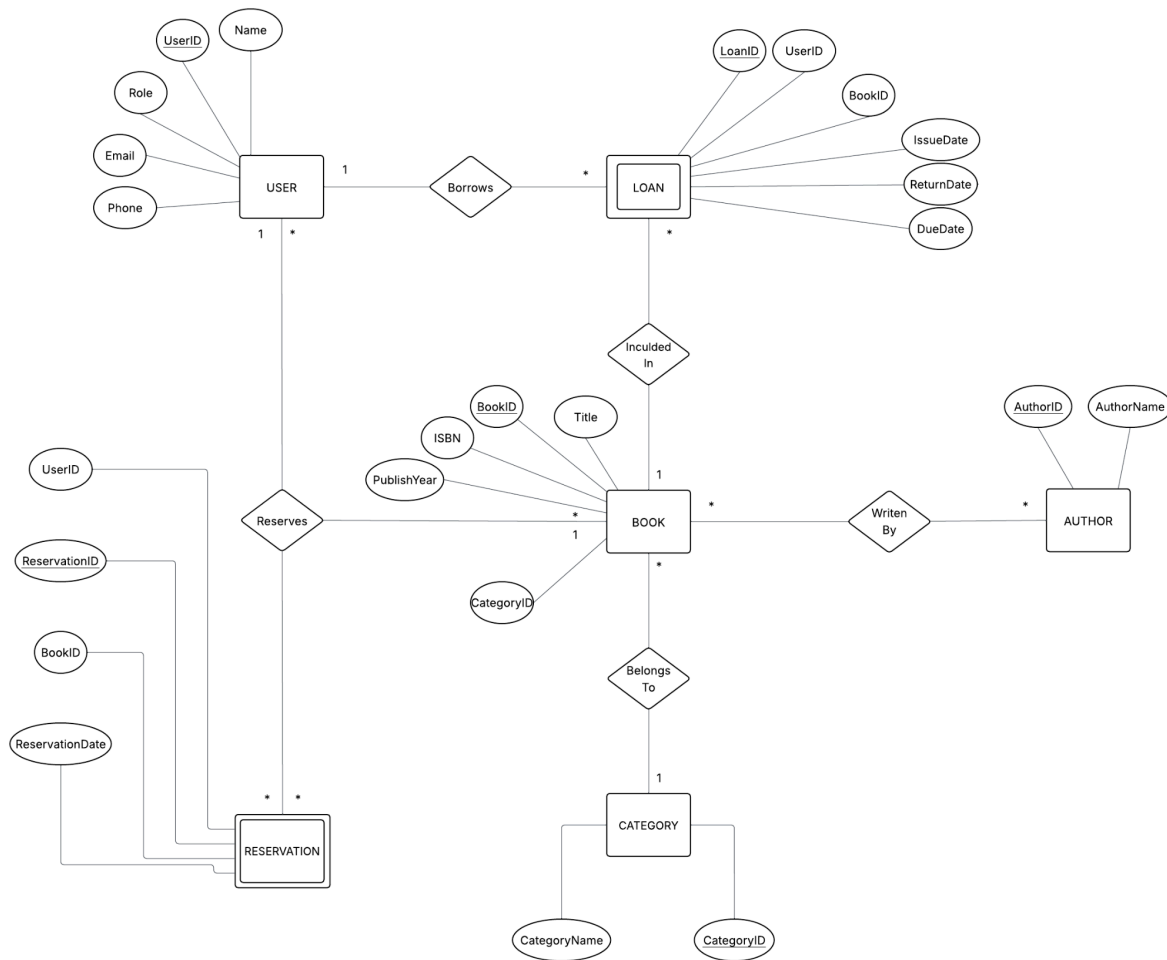 Name
UserID
LoanID
UserID
Role
BookID
Email
IssueDate
1
*
USER
Borrows
LOAN
ReturnDate
Phone
DueDate
1
*
*
Inculded
In
BookID
Title
AuthorID
AuthorName
ISBN
UserID
PublishYear
1
*
*
*
Reserves
BOOK
Writen
By
AUTHOR
1
ReservationID
*
CategoryID
BookID
Belongs
To
ReservationDate
1
*
*
CATEGORY
RESERVATION
CategoryName
CategoryID